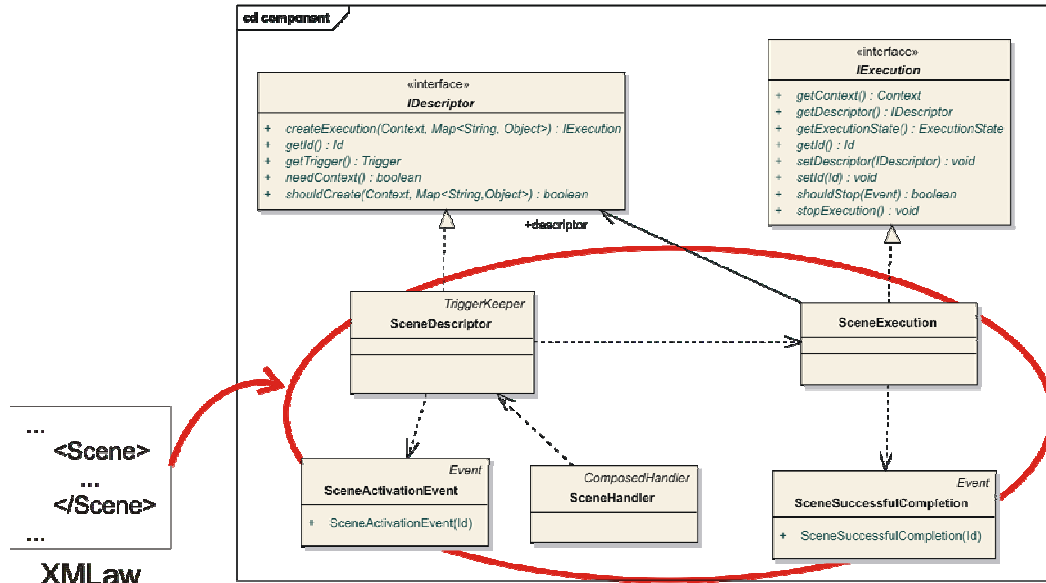 cd component
«interface»
IDescriptor
+ createExecution(Context, Map<String, Object>) : IExecution
+ getId() : Id
+ getTrigger() : Trigger
+ needContext() : boolean
+ shouldCreate(Context, Map<String,Object>) : boolean
«interface»
IExecution
+ getContext() : Context
+ getDescriptor() : IDescriptor
+ getExecutionState() : ExecutionState
+ getId() : Id
+ setDescriptor(IDescriptor) : void
+ setId(Id) : void
+ shouldStop(Event) : boolean
+ stopExecution() : void
+descriptor
TriggerKeeper
SceneDescriptor
SceneExecution
...
<Scene>
...
</Scene>
...
XMLaw
Event
SceneActivationEvent
+ SceneActivationEvent(Id)
ComposedHandler
SceneHandler
Event
SceneSuccessfulCompletion
+ SceneSuccessfulCompletion(Id)